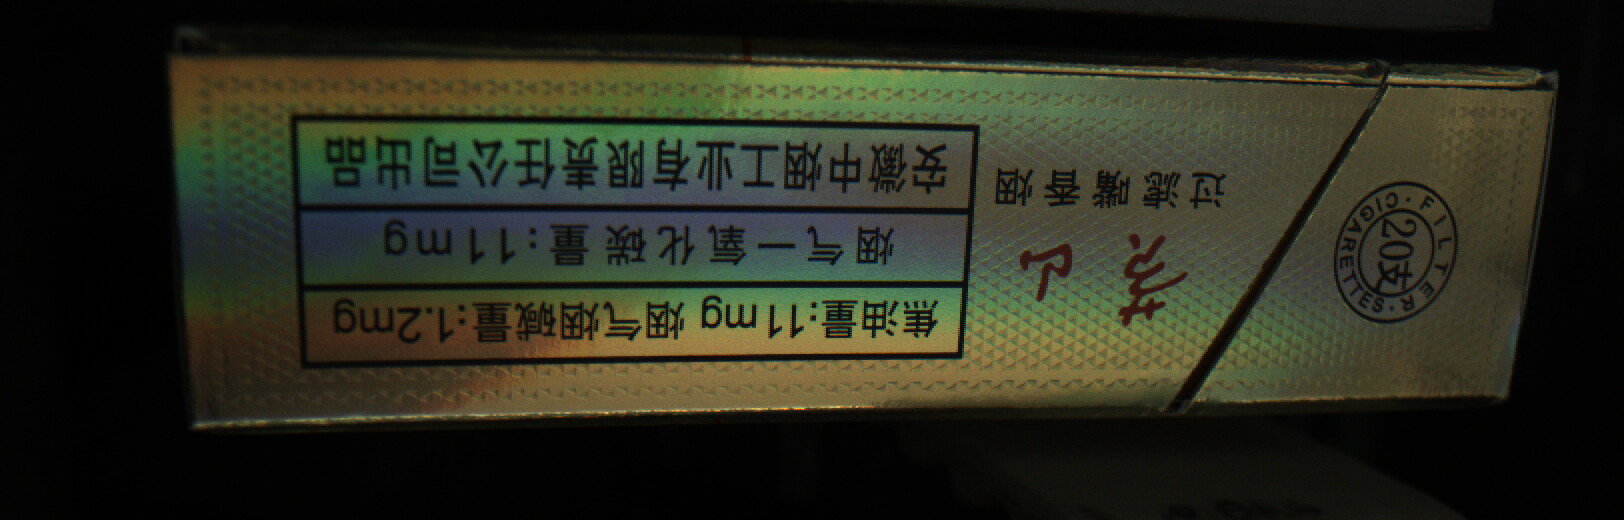 FILTER · CIGARETTES ·
20支
黄山
过滤嘴香烟
焦油量:11mg 烟气烟碱量:1.2mg
烟气一氧化碳量:11mg
安徽中烟工业有限责任公司出品